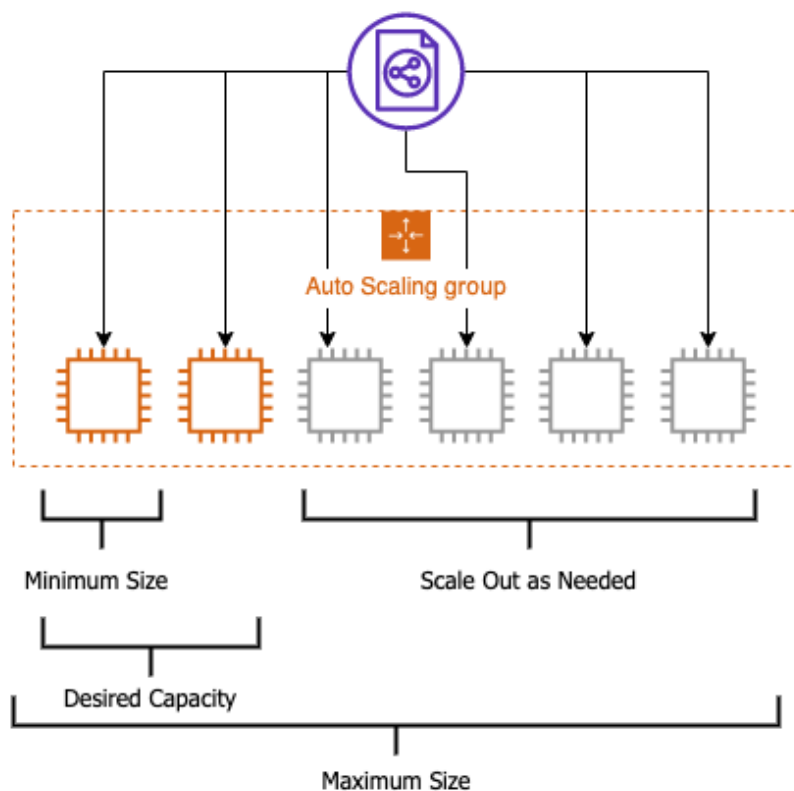 Auto Scaling group
Minimum Size
Scale Out as Needed
Desired Capacity
Maximum Size